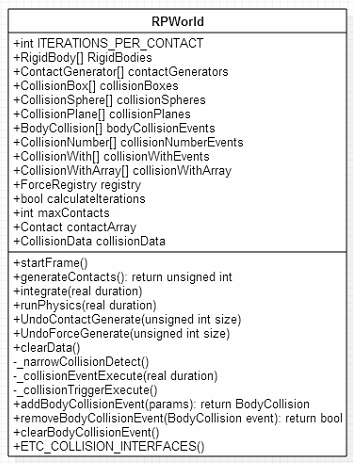 RPWorld
+int ITERATIONS_PER_CONTACT
+RigidBody[] RigidBodies
+ContactGenerator[] contactGenerators
+CollisionBox[] collisionBoxes
+CollisionSphere[] collisionSpheres
+CollisionPlane[] collisionPlanes
+BodyCollision[] bodyCollisionEvents
+CollisionNumber[] collisionNumberEvents
+CollisionWith[] collisionWithEvents
+CollisionWithArray[] collisionWithArray
+ForceRegistry registry
+bool calculateIterations
+int maxContacts
+Contact contactArray
+CollisionData collisionData
+startFrame()
+generateContacts(): return unsigned int
+integrate(real duration)
+runPhysics(real duration)
+UndoContactGenerate(unsigned int size)
+UndoForceGenerate(unsigned int size)
+clearData()
-_narrowCollisionDetect()
-_collisionEventExecute(real duration)
-_collisionTriggerExecute()
+addBodyCollisionEvent(params): return BodyCollision
+removeBodyCollisionEvent(BodyCollision event): return bool
+clearBodyCollisionEvent()
+ETC_COLLISION_INTERFACES()